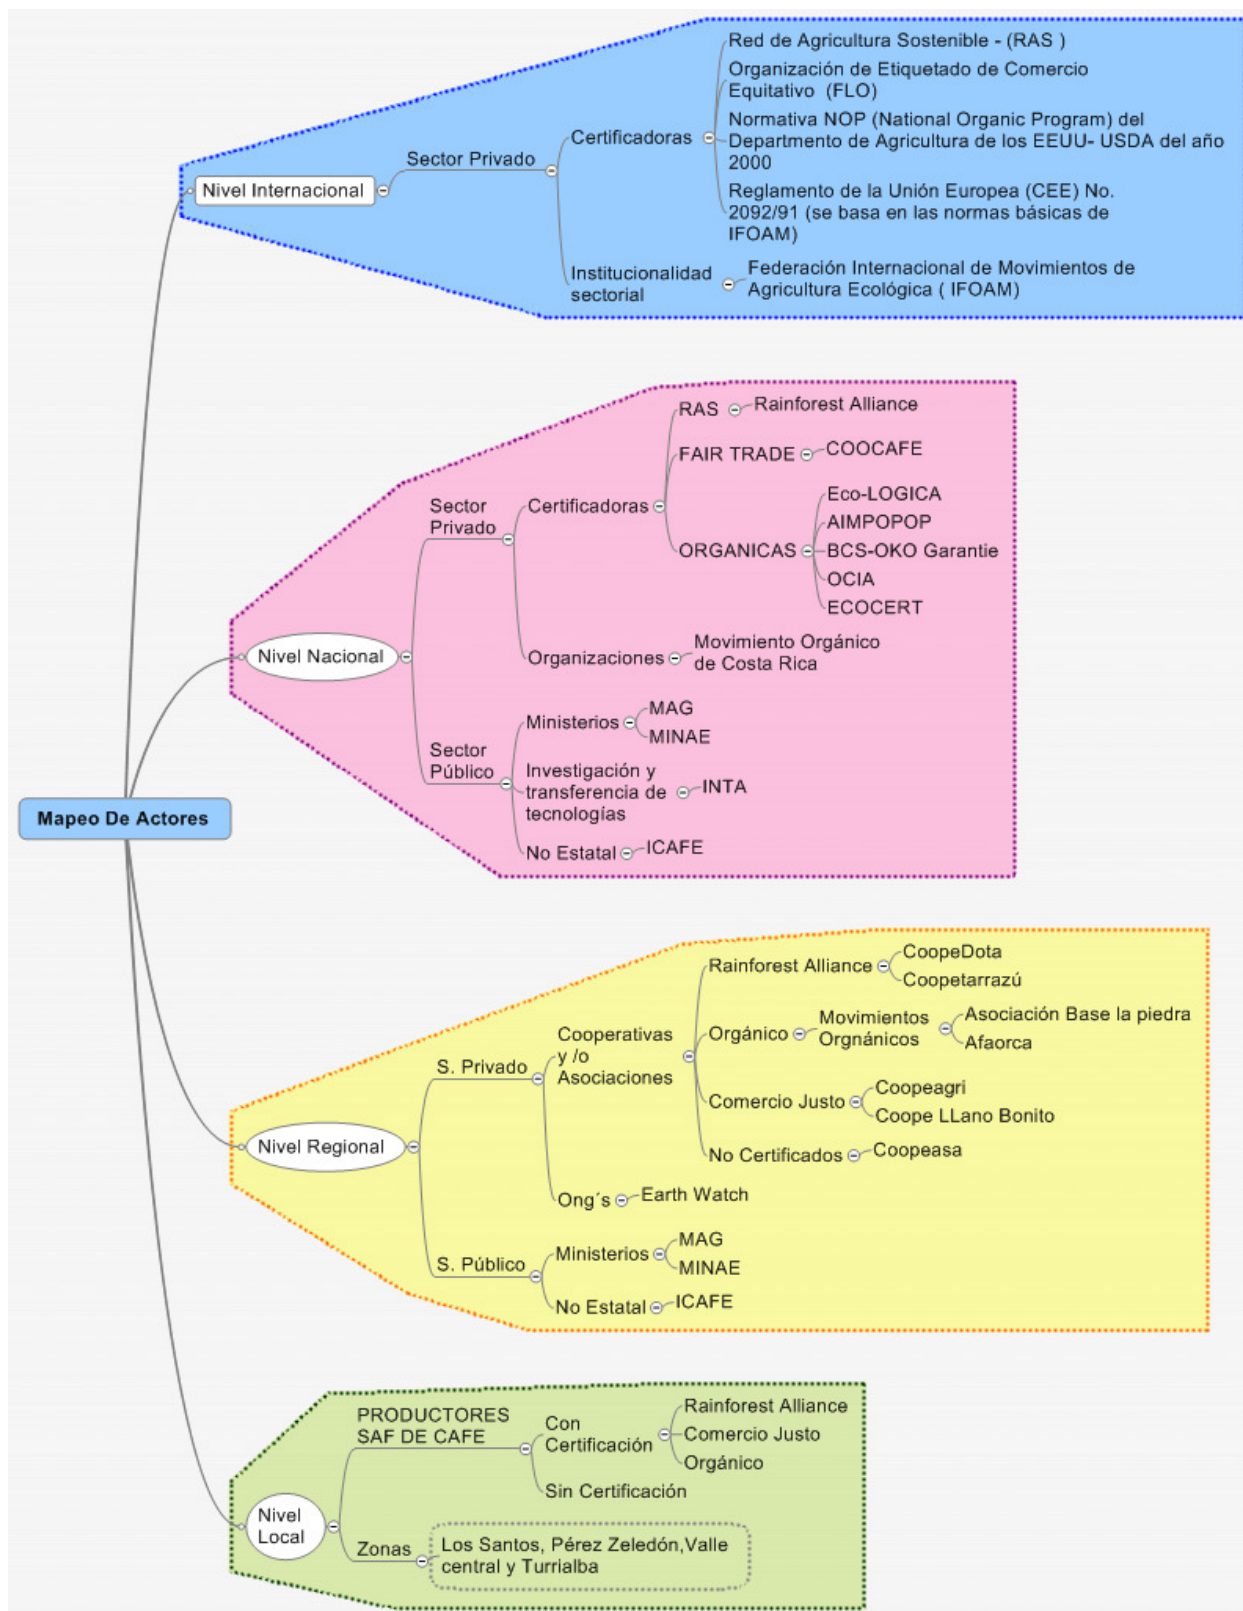 Red de Agricultura Sostenible - (RAS )
Organización de Etiquetado de Comercio
Equitativo (FLO)
Normativa NOP (National Organic Program) del
Departmento de Agricultura de los EEUU- USDA del año
2000
Reglamento de la Unión Europea (CEE) No.
2092/91 (se basa en las normas básicas de
IFOAM)
Certificadoras
Sector Privado
Nivel Internacional
Institucionalidad
sectorial
Federación Internacional de Movimientos de
Agricultura Ecológica ( IFOAM)
RAS
Rainforest Alliance
FAIR TRADE
COOCAFE
Sector
Privado
Certificadoras
ORGANICAS
Eco-LOGICA
AIMPOPOP
BCS-OKO Garantie
OCIA
ECOCERT
Nivel Nacional
Organizaciones
Movimiento Orgánico
de Costa Rica
Sector
Público
Ministerios
MAG
MINAE
Investigación y
transferencia de
tecnologías
INTA
No Estatal
ICAFE
Mapeo De Actores
Rainforest Alliance
CoopeDota
Coopetarrazú
Cooperativas
y /o
Asociaciones
Orgánico
Movimientos
Orgnánicos
Asociación Base la piedra
Afaorca
S. Privado
Comercio Justo
Coopeagri
Coope LLano Bonito
Nivel Regional
No Certificados
Coopeasa
Ong´s
Earth Watch
S. Público
Ministerios
MAG
MINAE
No Estatal
ICAFE
PRODUCTORES
SAF DE CAFE
Con
Certificación
Rainforest Alliance
Comercio Justo
Orgánico
Sin Certificación
Nivel
Local
Zonas
Los Santos, Pérez Zeledón,Valle
central y Turrialba